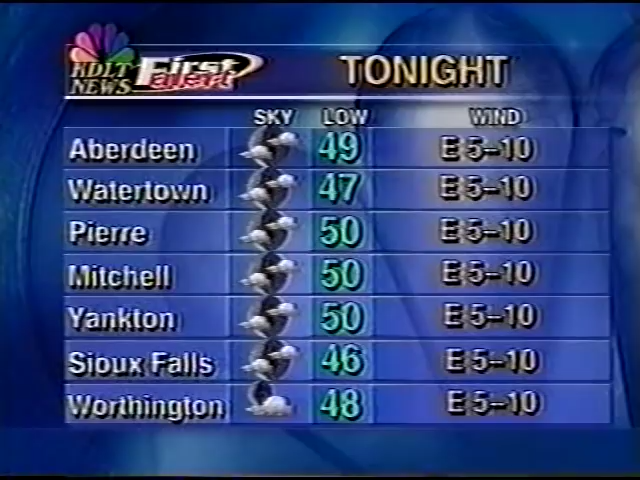 KDLT First TONIGHT
NEWS alert
SKY LOW WIND
Aberdeen 49 E 5-10
Watertown 47 E 5-10
Pierre 50 E 5-10
Mitchell 50 E 5-10
Yankton 50 E 5-10
Sioux Falls 46 E 5-10
Worthington 48 E 5-10